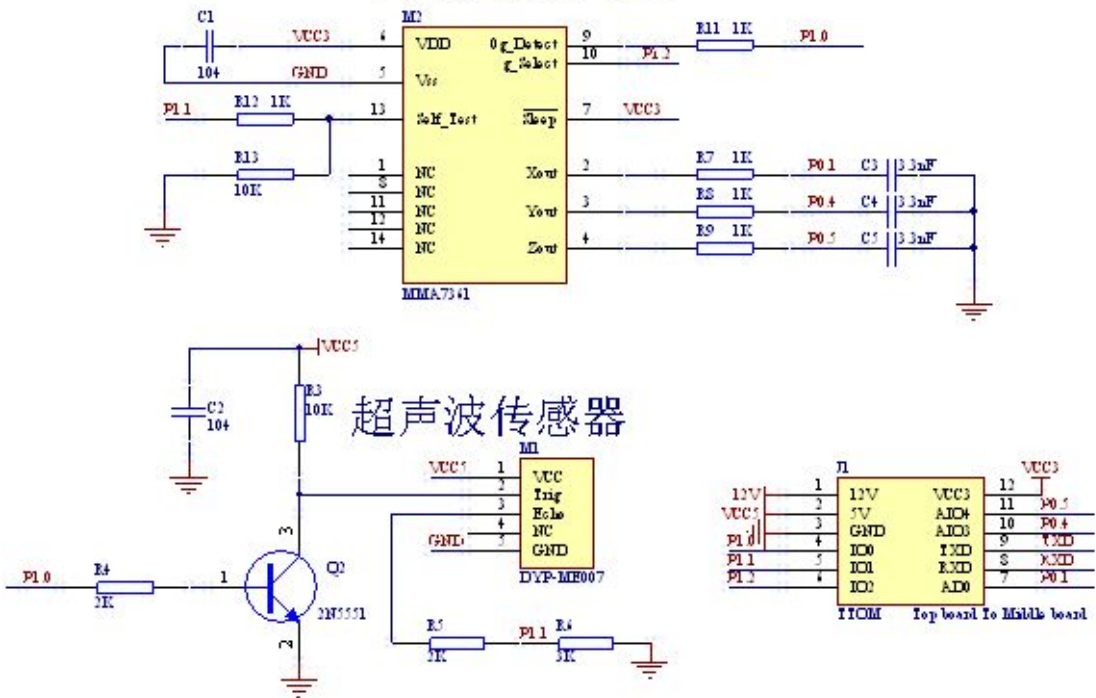 C1
104
VCC3
GND
P1.1
R12 1K
R13
10K
M2
6 VDD
5 Vss
13 Self_Test
1 NC
8 NC
11 NC
12 NC
14 NC
0g_Detect 9
g_Select 10
Sleep 7
Xout 2
Yout 3
Zout 4
MMA7361
R11 1K P1.0
P1.2
VCC3
R7 1K P0.1 C3 3.3nF
R8 1K P0.4 C4 3.3nF
R9 1K P0.5 C5 3.3nF
VCC5
C2
104
R3
10K
超声波传感器
M1
VCC5 1 VCC
2 Trig
3 Echo
4 NC
GND 5 GND
DYP-ME007
P1.0
R4
2K
1
3
2
Q2
2N5551
R5
2K
P1.1
R6
3K
J1
VCC3
12V 1 12V VCC3 12
VCC5 2 5V AIO4 11 P0.5
3 GND AIO3 10 P0.4
P1.0 4 IO0 TXD 9 TXD
P1.1 5 IO1 RXD 8 RXD
P1.2 6 IO2 AD0 7 P0.1
TTOM Top board To Middle board